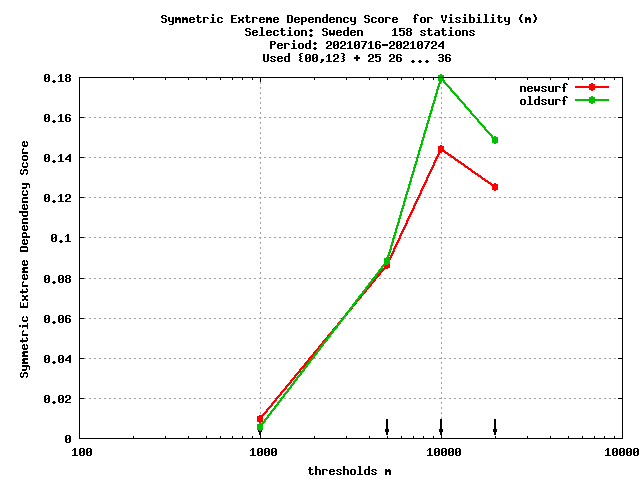 Symmetric Extreme Dependency Score  for Visibility (m)
Selection: Sweden    158 stations
Period: 20210716-20210724
Used {00,12} + 25 26 ... 36
newsurf
oldsurf
Symmetric Extreme Dependency Score
0.18
0.16
0.14
0.12
0.1
0.08
0.06
0.04
0.02
0
100 1000 10000 10000
thresholds m